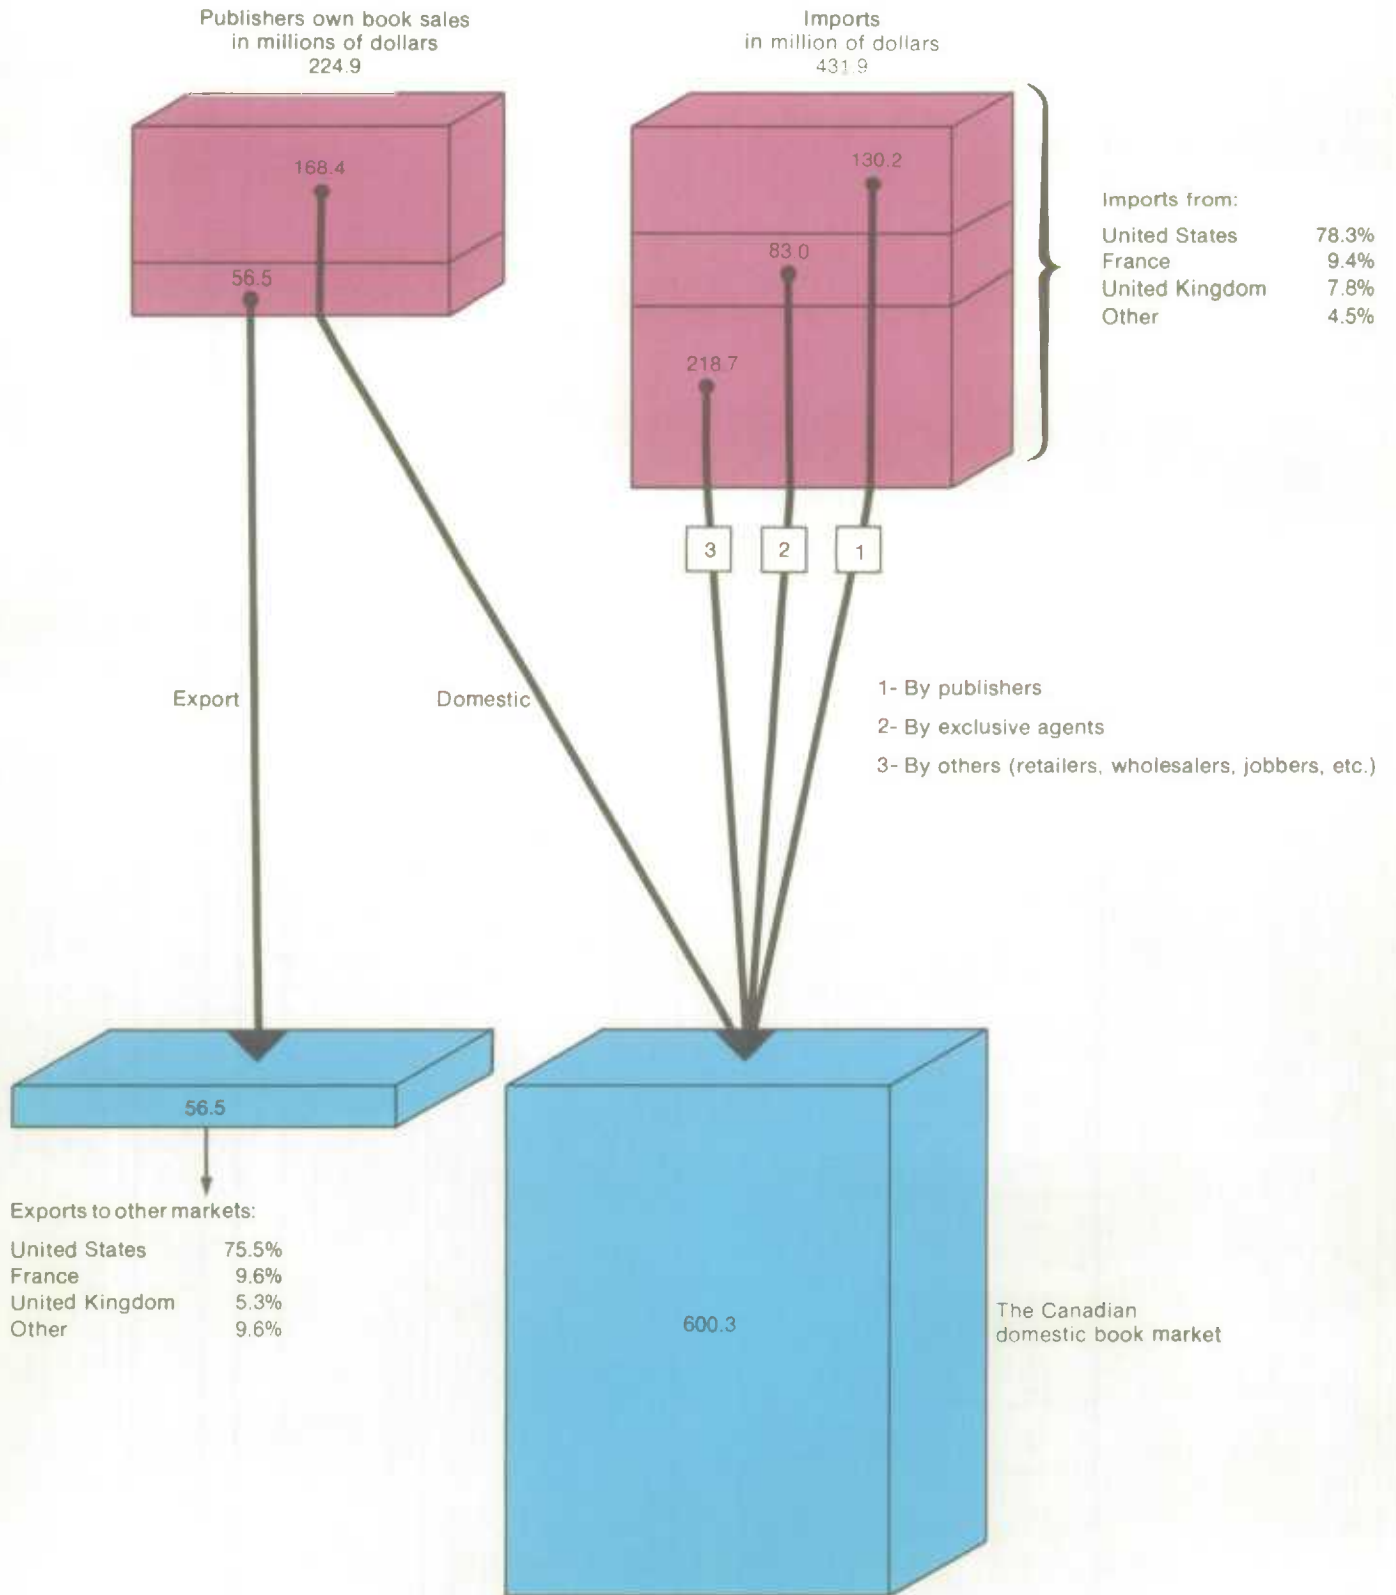 Publishers own book sales
in millions of dollars
224.9
Imports
in million of dollars
431.9
168.4
56.5
130.2
83.0
218.7
Imports from:
United States 78.3%
France 9.4%
United Kingdom 7.8%
Other 4.5%
3
2
1
Export
Domestic
1- By publishers
2- By exclusive agents
3- By others (retailers, wholesalers, jobbers, etc.)
56.5
Exports to other markets:
United States 75.5%
France 9.6%
United Kingdom 5.3%
Other 9.6%
600.3
The Canadian
domestic book market